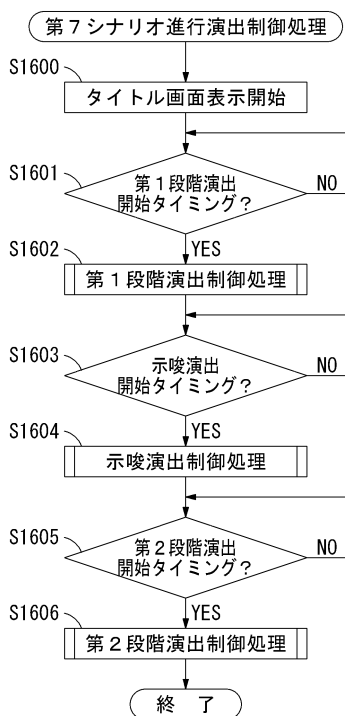 第７シナリオ進行演出制御処理
S1600
タイトル画面表示開始
S1601
第１段階演出
開始タイミング？
NO
YES
S1602
第１段階演出制御処理
S1603
示唆演出
開始タイミング？
NO
YES
S1604
示唆演出制御処理
S1605
第２段階演出
開始タイミング？
NO
YES
S1606
第２段階演出制御処理
終　了